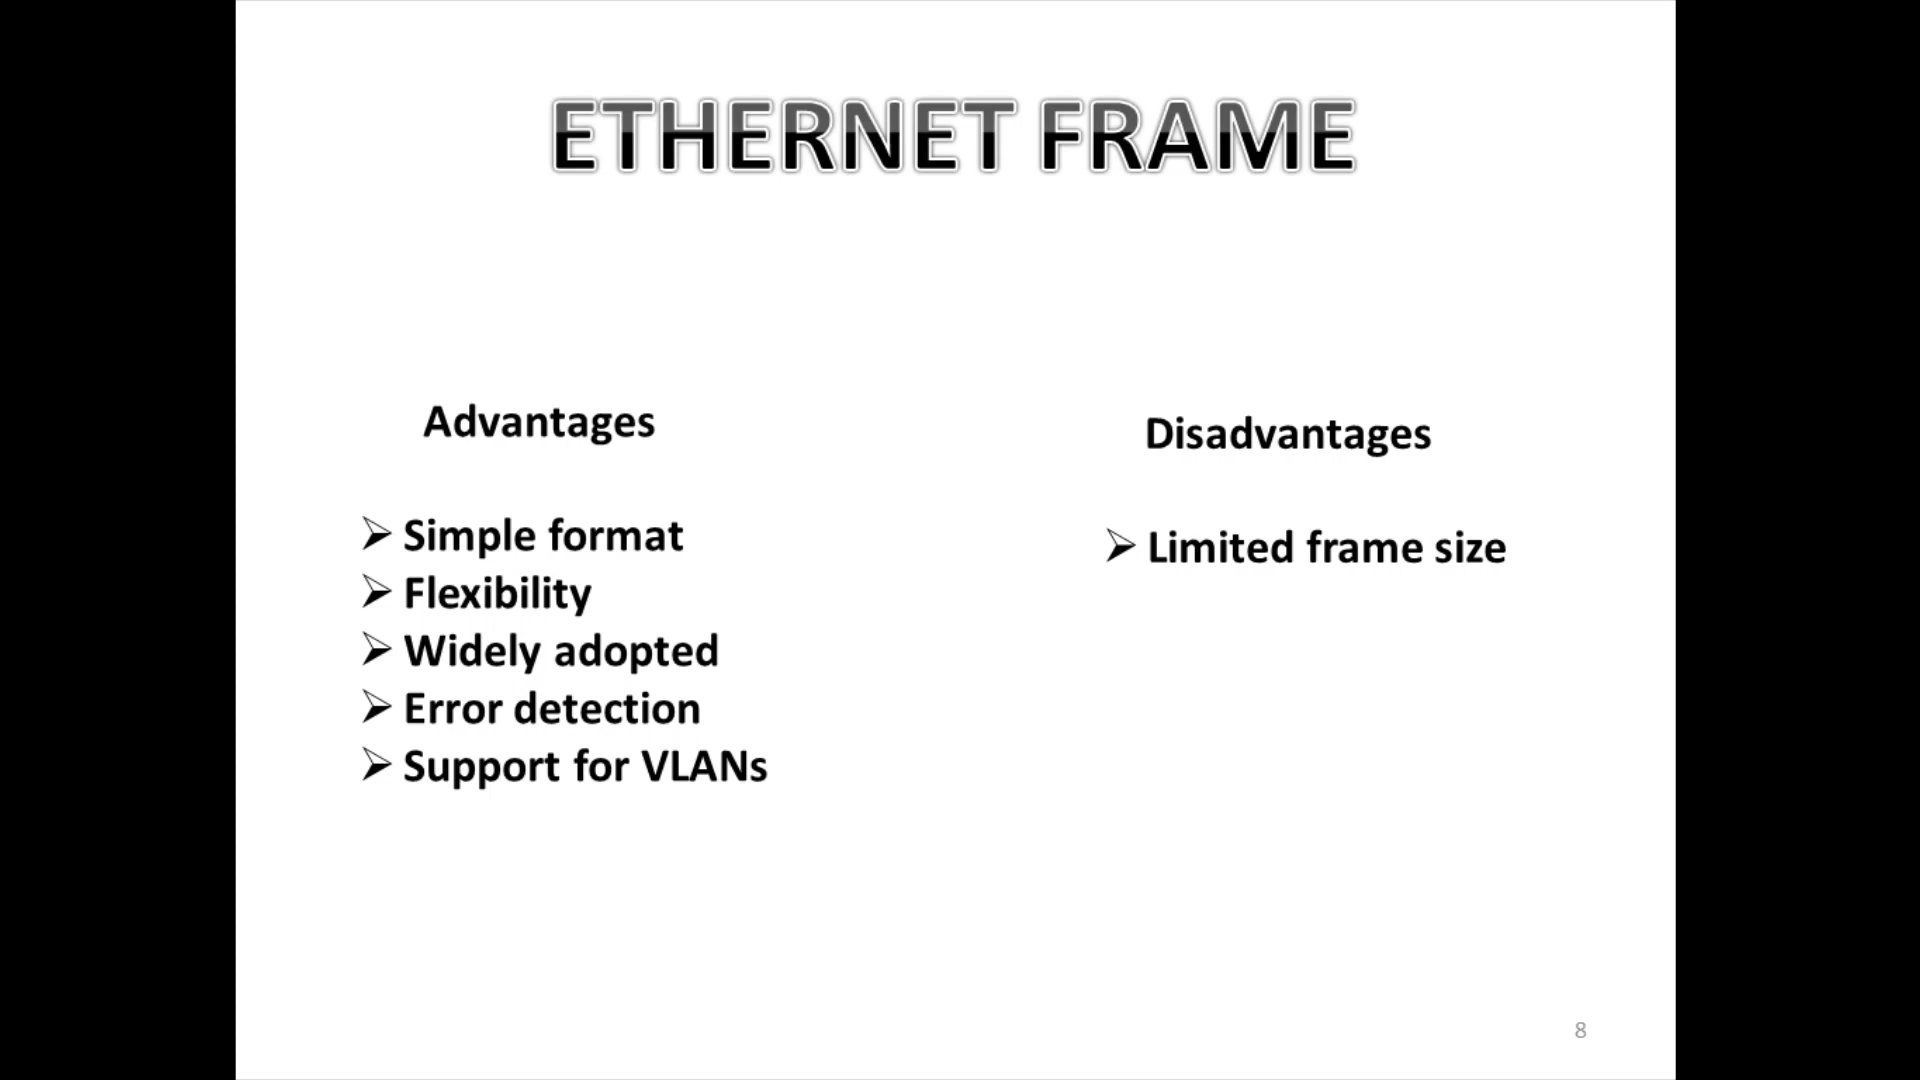 ETHERNET FRAME
Advantages
➢ Simple format
➢ Flexibility
➢ Widely adopted
➢ Error detection
➢ Support for VLANs
Disadvantages
➢ Limited frame size
8